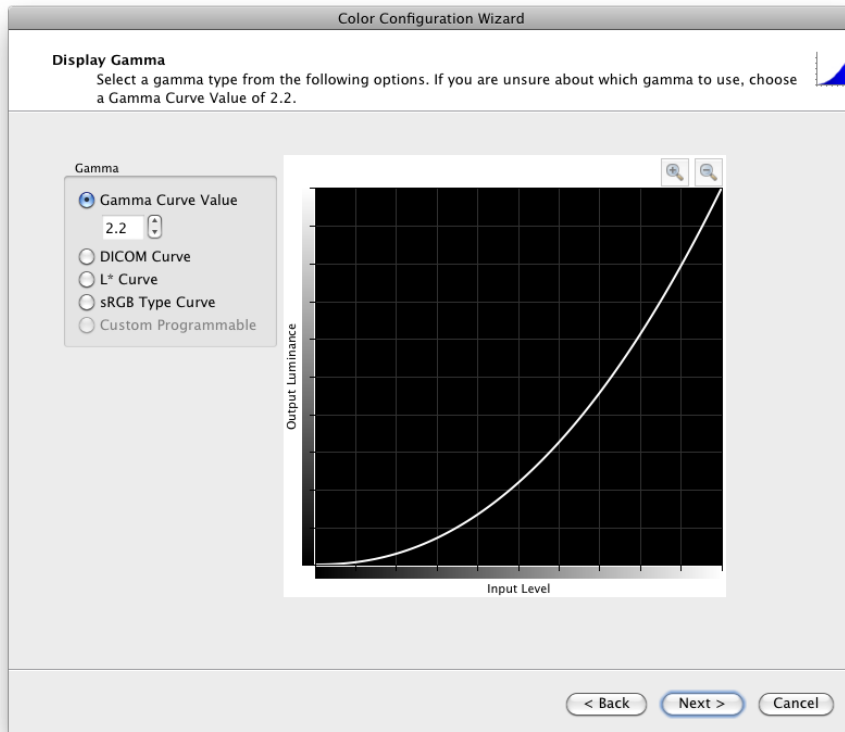 Color Configuration Wizard
Display Gamma
Select a gamma type from the following options. If you are unsure about which gamma to use, choose
a Gamma Curve Value of 2.2.
Gamma
Gamma Curve Value
2.2
DICOM Curve
L* Curve
sRGB Type Curve
Custom Programmable
Output Luminance
Input Level
< Back
Next >
Cancel